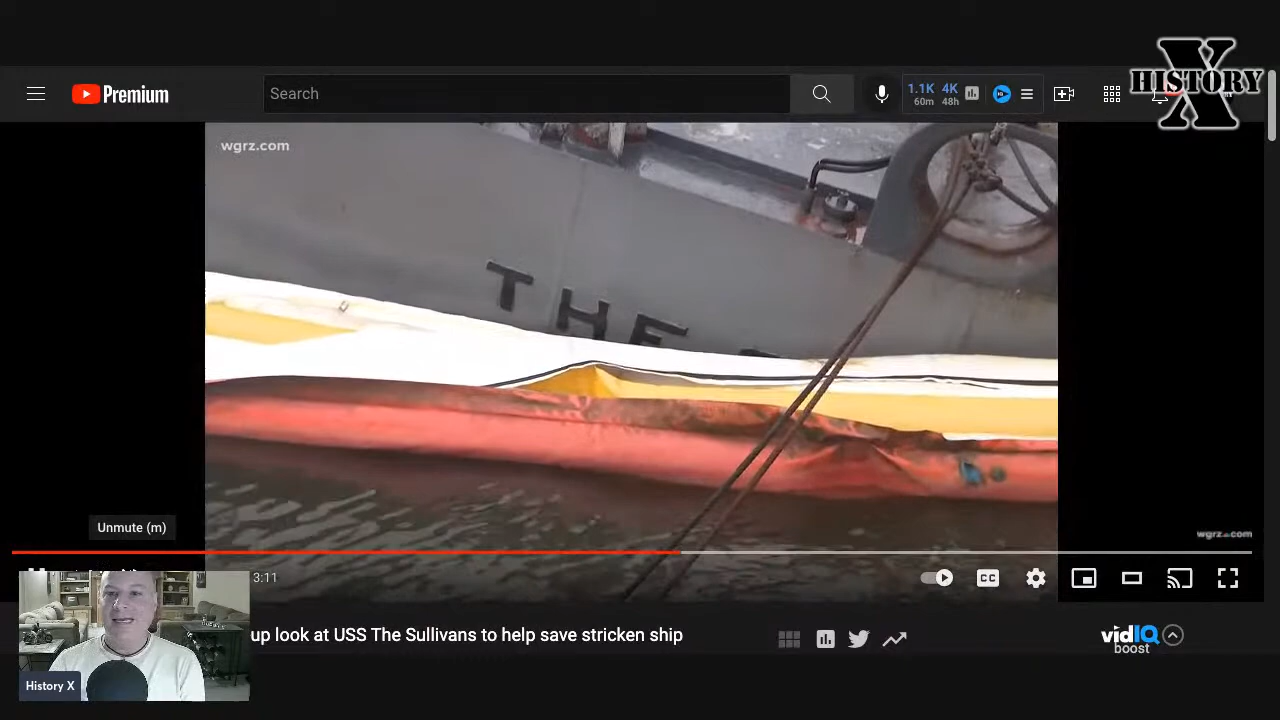 Premium
Search
1.1K 4K
60m 48h
HISTORY
X
wgrz.com
THE
Unmute (m)
wgrz.com
3:11
up look at USS The Sullivans to help save stricken ship
CC
vidIQ
boost
History X